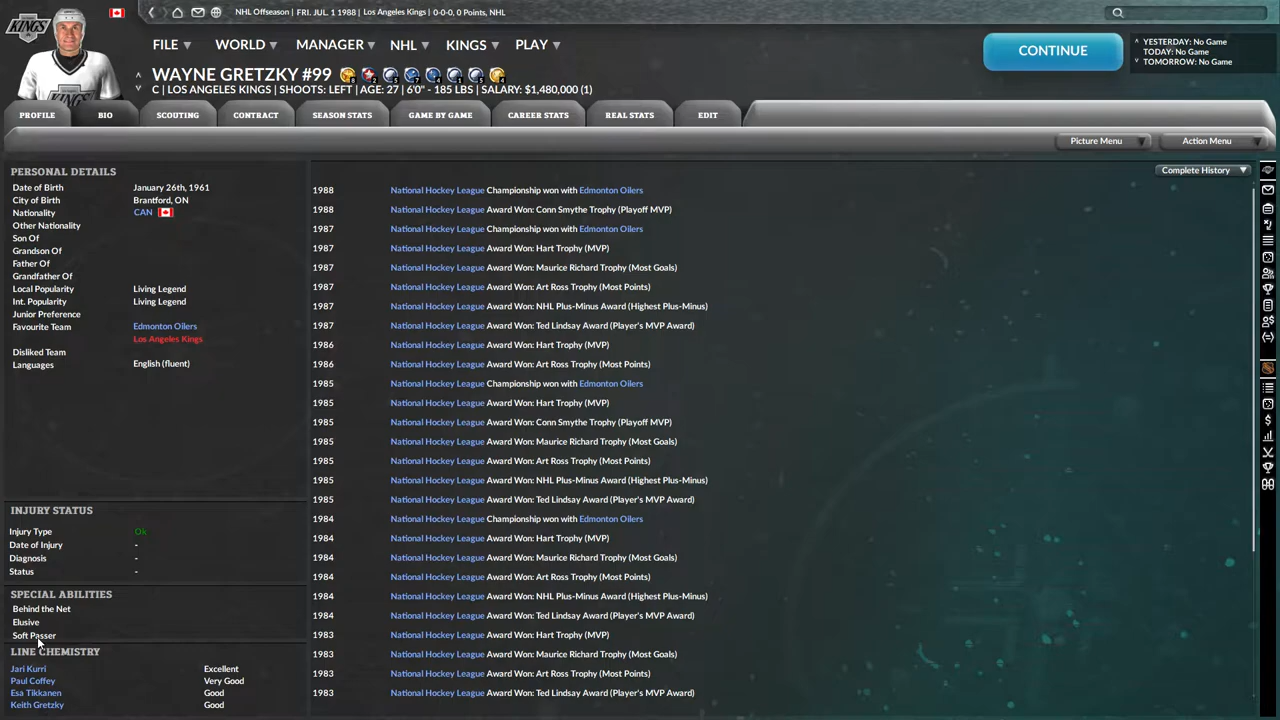 KINGS
NHL Offseason | FRI. JUL. 1 1988 | Los Angeles Kings | 0-0-0, 0 Points, NHL
FILE WORLD MANAGER NHL KINGS PLAY
CONTINUE
YESTERDAY: No Game
TODAY: No Game
TOMORROW: No Game
WAYNE GRETZKY #99
C | LOS ANGELES KINGS | SHOOTS: LEFT | AGE: 27 | 6'0" - 185 LBS | SALARY: $1,480,000 (1)
PROFILE BIO SCOUTING CONTRACT SEASON STATS GAME BY GAME CAREER STATS REAL STATS EDIT
Picture Menu Action Menu
PERSONAL DETAILS
Date of Birth January 26th, 1961
City of Birth Brantford, ON
Nationality CAN
Other Nationality
Son Of
Grandson Of
Father Of
Grandfather Of
Local Popularity Living Legend
Int. Popularity Living Legend
Junior Preference
Favourite Team Edmonton Oilers
Los Angeles Kings
Disliked Team
Languages English (fluent)
INJURY STATUS
Injury Type Ok
Date of Injury -
Diagnosis -
Status -
SPECIAL ABILITIES
Behind the Net
Elusive
Soft Passer
LINE CHEMISTRY
Jari Kurri Excellent
Paul Coffey Very Good
Esa Tikkanen Good
Keith Gretzky Good
Complete History
1988 National Hockey League Championship won with Edmonton Oilers
1988 National Hockey League Award Won: Conn Smythe Trophy (Playoff MVP)
1987 National Hockey League Championship won with Edmonton Oilers
1987 National Hockey League Award Won: Hart Trophy (MVP)
1987 National Hockey League Award Won: Maurice Richard Trophy (Most Goals)
1987 National Hockey League Award Won: Art Ross Trophy (Most Points)
1987 National Hockey League Award Won: NHL Plus-Minus Award (Highest Plus-Minus)
1987 National Hockey League Award Won: Ted Lindsay Award (Player's MVP Award)
1986 National Hockey League Award Won: Hart Trophy (MVP)
1986 National Hockey League Award Won: Art Ross Trophy (Most Points)
1985 National Hockey League Championship won with Edmonton Oilers
1985 National Hockey League Award Won: Hart Trophy (MVP)
1985 National Hockey League Award Won: Conn Smythe Trophy (Playoff MVP)
1985 National Hockey League Award Won: Maurice Richard Trophy (Most Goals)
1985 National Hockey League Award Won: Art Ross Trophy (Most Points)
1985 National Hockey League Award Won: NHL Plus-Minus Award (Highest Plus-Minus)
1985 National Hockey League Award Won: Ted Lindsay Award (Player's MVP Award)
1984 National Hockey League Championship won with Edmonton Oilers
1984 National Hockey League Award Won: Hart Trophy (MVP)
1984 National Hockey League Award Won: Maurice Richard Trophy (Most Goals)
1984 National Hockey League Award Won: Art Ross Trophy (Most Points)
1984 National Hockey League Award Won: NHL Plus-Minus Award (Highest Plus-Minus)
1984 National Hockey League Award Won: Ted Lindsay Award (Player's MVP Award)
1983 National Hockey League Award Won: Hart Trophy (MVP)
1983 National Hockey League Award Won: Maurice Richard Trophy (Most Goals)
1983 National Hockey League Award Won: Art Ross Trophy (Most Points)
1983 National Hockey League Award Won: Ted Lindsay Award (Player's MVP Award)